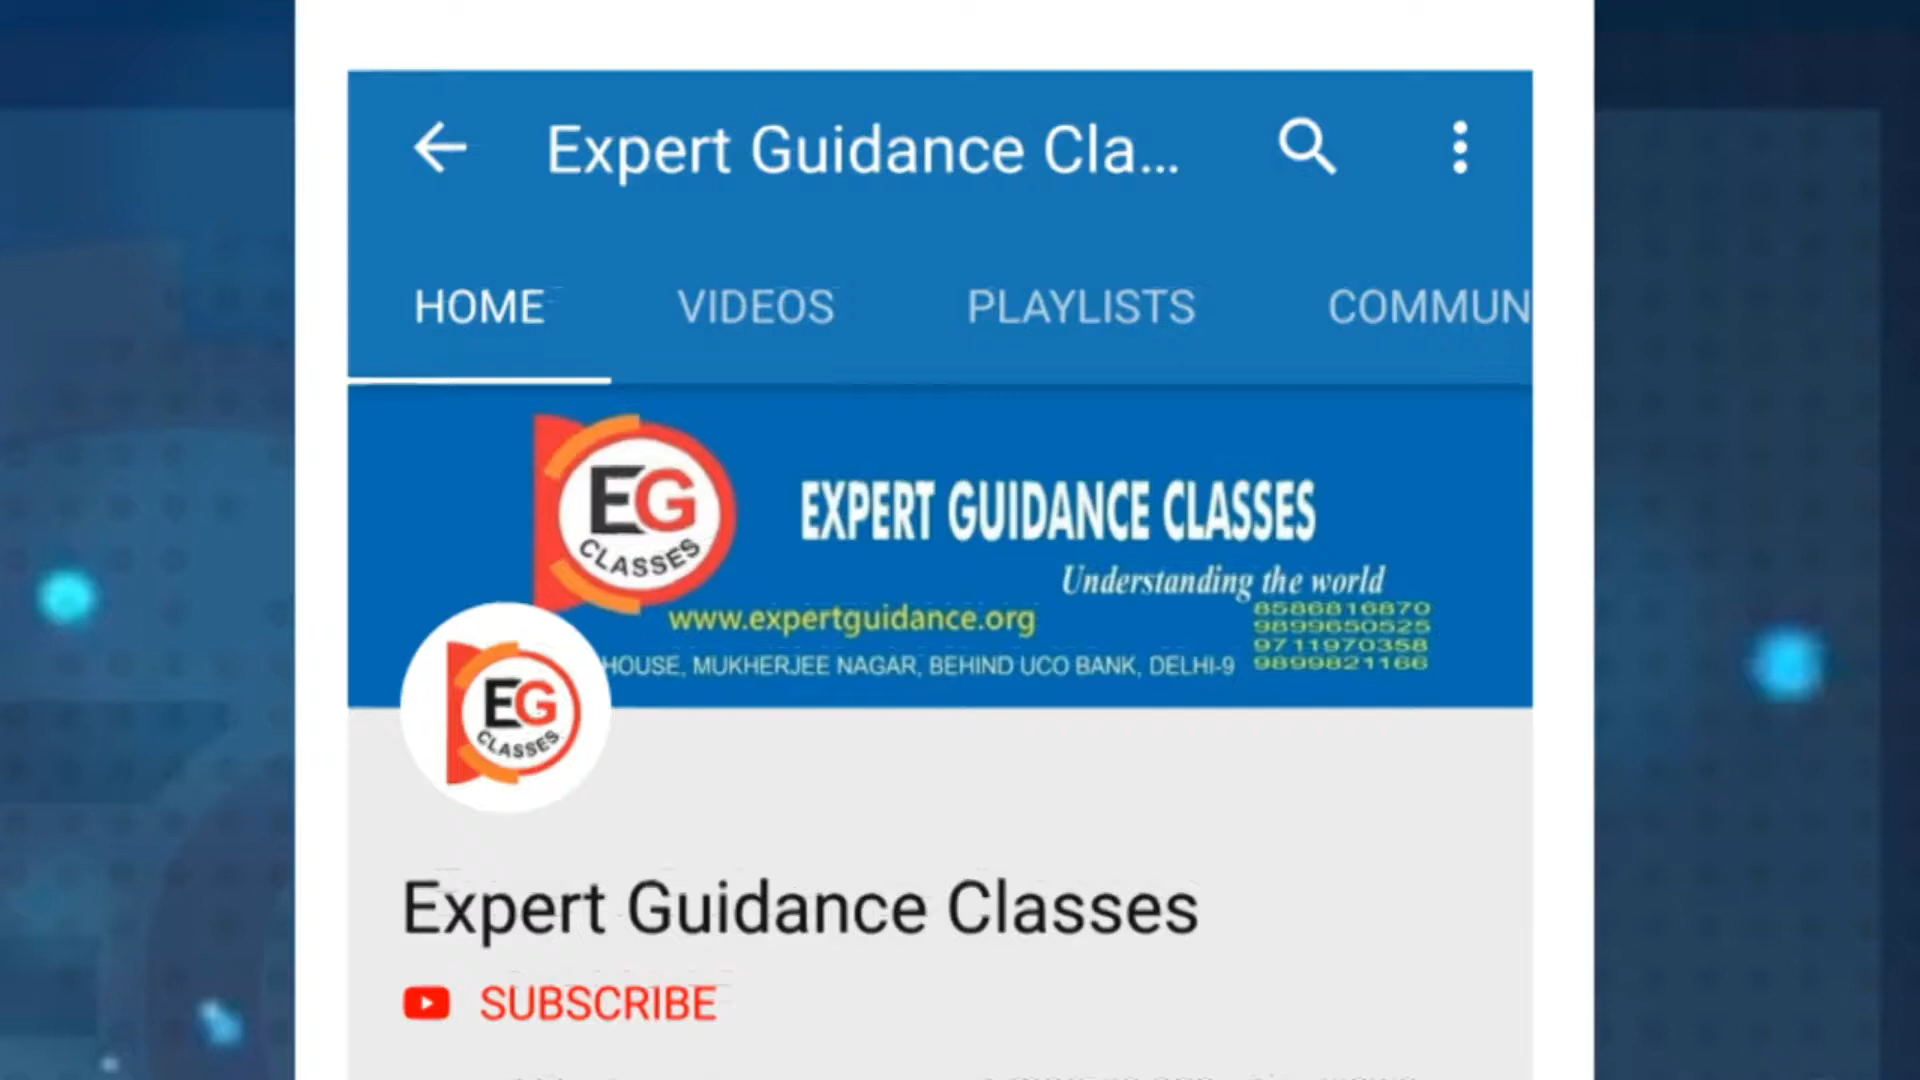 Expert Guidance Cla...
HOME VIDEOS PLAYLISTS COMMUN
EG
CLASSES
EXPERT GUIDANCE CLASSES
Understanding the world
www.expertguidance.org
8586816870
9899650525
9711970358
9899821166
HOUSE, MUKHERJEE NAGAR, BEHIND UCO BANK, DELHI-9
EG
CLASSES
Expert Guidance Classes
SUBSCRIBE